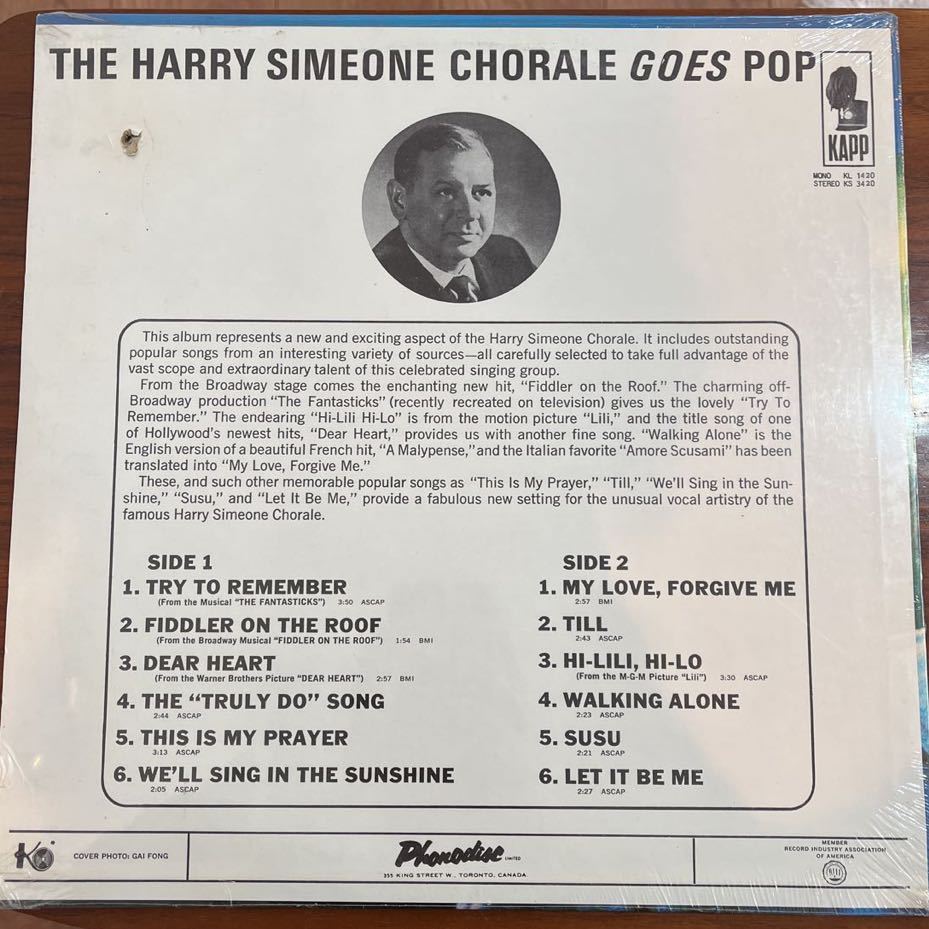 THE HARRY SIMEONE CHORALE GOES POP
KAPP
MONO KL 1420
STEREO KS 3420
This album represents a new and exciting aspect of the Harry Simeone Chorale. It includes outstanding
popular songs from an interesting variety of sources—all carefully selected to take full advantage of the
vast scope and extraordinary talent of this celebrated singing group.
From the Broadway stage comes the enchanting new hit, “Fiddler on the Roof.” The charming off-
Broadway production “The Fantasticks” (recently recreated on television) gives us the lovely “Try To
Remember.” The endearing “Hi-Lili Hi-Lo” is from the motion picture “Lili,” and the title song of one
of Hollywood's newest hits, “Dear Heart,” provides us with another fine song. “Walking Alone” is the
English version of a beautiful French hit, “A Malypense,”and the Italian favorite “Amore Scusami” has been
translated into “My Love, Forgive Me.”
These, and such other memorable popular songs as “This Is My Prayer,” “Till,” “We'll Sing in the Sun-
shine,” “Susu,” and “Let It Be Me,” provide a fabulous new setting for the unusual vocal artistry of the
famous Harry Simeone Chorale.
SIDE 1
1. TRY TO REMEMBER
(From the Musical “THE FANTASTICKS”) 3:50 ASCAP
2. FIDDLER ON THE ROOF
(From the Broadway Musical “FIDDLER ON THE ROOF”) 1:54 BMI
3. DEAR HEART
(From the Warner Brothers Picture “DEAR HEART”) 2:57 BMI
4. THE “TRULY DO” SONG
2:44 ASCAP
5. THIS IS MY PRAYER
3:13 ASCAP
6. WE'LL SING IN THE SUNSHINE
2:05 ASCAP
SIDE 2
1. MY LOVE, FORGIVE ME
2:57 BMI
2. TILL
2:43 ASCAP
3. HI-LILI, HI-LO
(From the M-G-M Picture “Lili”) 3:30 ASCAP
4. WALKING ALONE
2:23 ASCAP
5. SUSU
2:21 ASCAP
6. LET IT BE ME
2:27 ASCAP
COVER PHOTO: GAI FONG
Phonodisc LIMITED
355 KING STREET W., TORONTO, CANADA
MEMBER
RECORD INDUSTRY ASSOCIATION
OF AMERICA